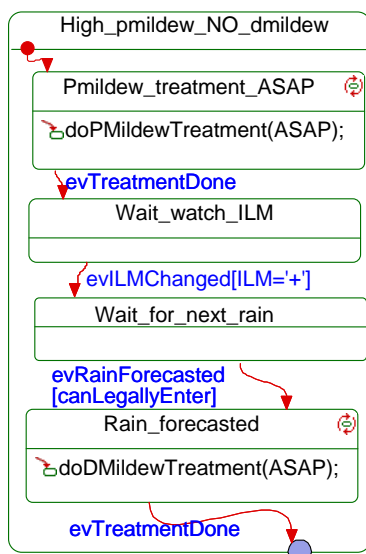 High_pmildew_NO_dmildew
Pmildew_treatment_ASAP
doPMildewTreatment(ASAP);
evTreatmentDone
Wait_watch_ILM
evILMChanged[ILM='+']
Wait_for_next_rain
evRainForecasted
[canLegallyEnter]
Rain_forecasted
doDMildewTreatment(ASAP);
evTreatmentDone